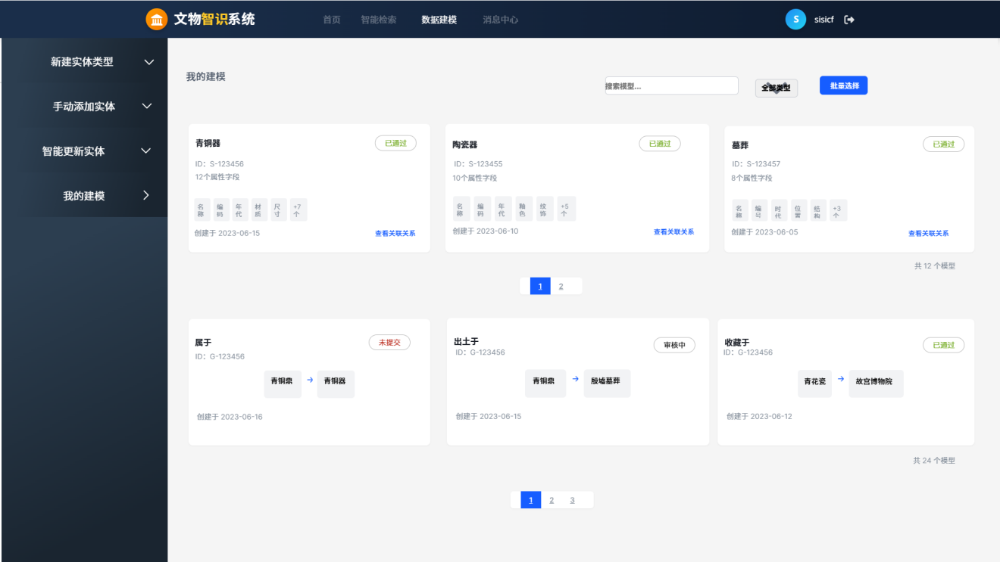 文物智识系统 首页 智能检索 数据建模 消息中心 S sisicf
新建实体类型
手动添加实体
智能更新实体
我的建模
我的建模 搜索模型... 全部类型 批量选择
青铜器 已通过
ID: S-123456
12个属性字段
名称 编码 年代 材质 尺寸 +7个
创建于 2023-06-15 查看关联关系
陶瓷器 已通过
ID: S-123455
10个属性字段
名称 编码 年代 釉色 纹饰 +5个
创建于 2023-06-10 查看关联关系
墓葬 已通过
ID: S-123457
8个属性字段
名称 编号 时代 位置 结构 +3个
创建于 2023-06-05 查看关联关系
共 12 个模型
1 2
属于 未提交
ID: G-123456
青铜鼎 → 青铜器
创建于 2023-06-16
出土于 审核中
ID: G-123456
青铜鼎 → 殷墟墓葬
创建于 2023-06-15
收藏于 已通过
ID: G-123456
青花瓷 → 故宫博物院
创建于 2023-06-12
共 24 个模型
1 2 3